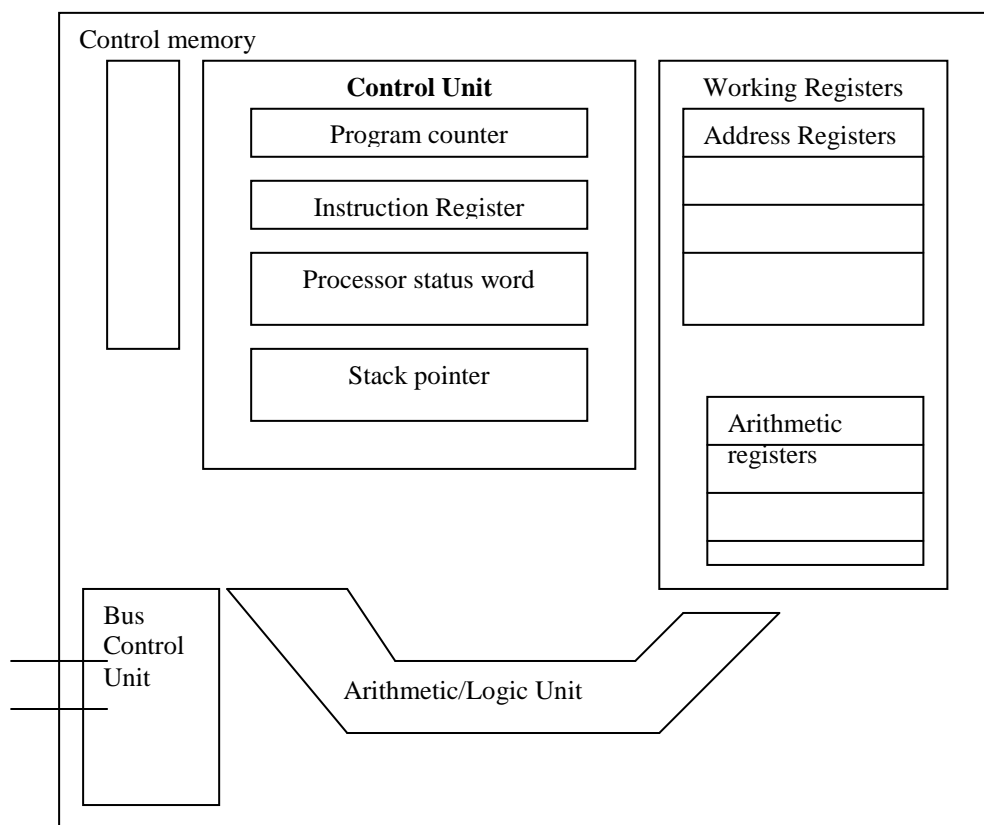 Control memory
Control Unit
Program counter
Instruction Register
Processor status word
Stack pointer
Working Registers
Address Registers
Arithmetic
registers
Bus
Control
Unit
Arithmetic/Logic Unit